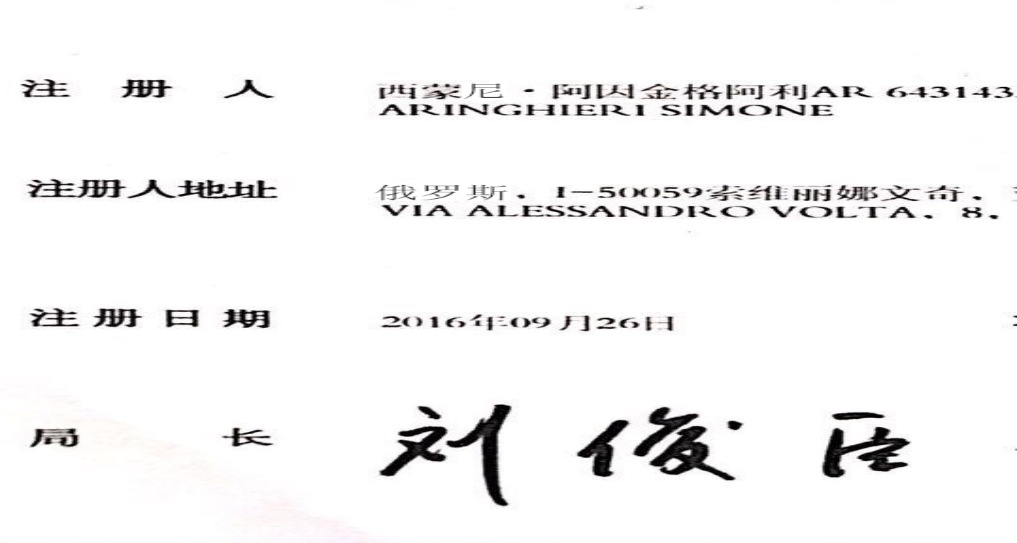 注册人 西蒙尼·阿因金格阿利AR 643143
ARINGHIERI SIMONE
注册人地址 俄罗斯，I-50059索维丽娜文奇，
VIA ALESSANDRO VOLTA, 8,
注册日期 2016年09月26日
局长 刘俊臣